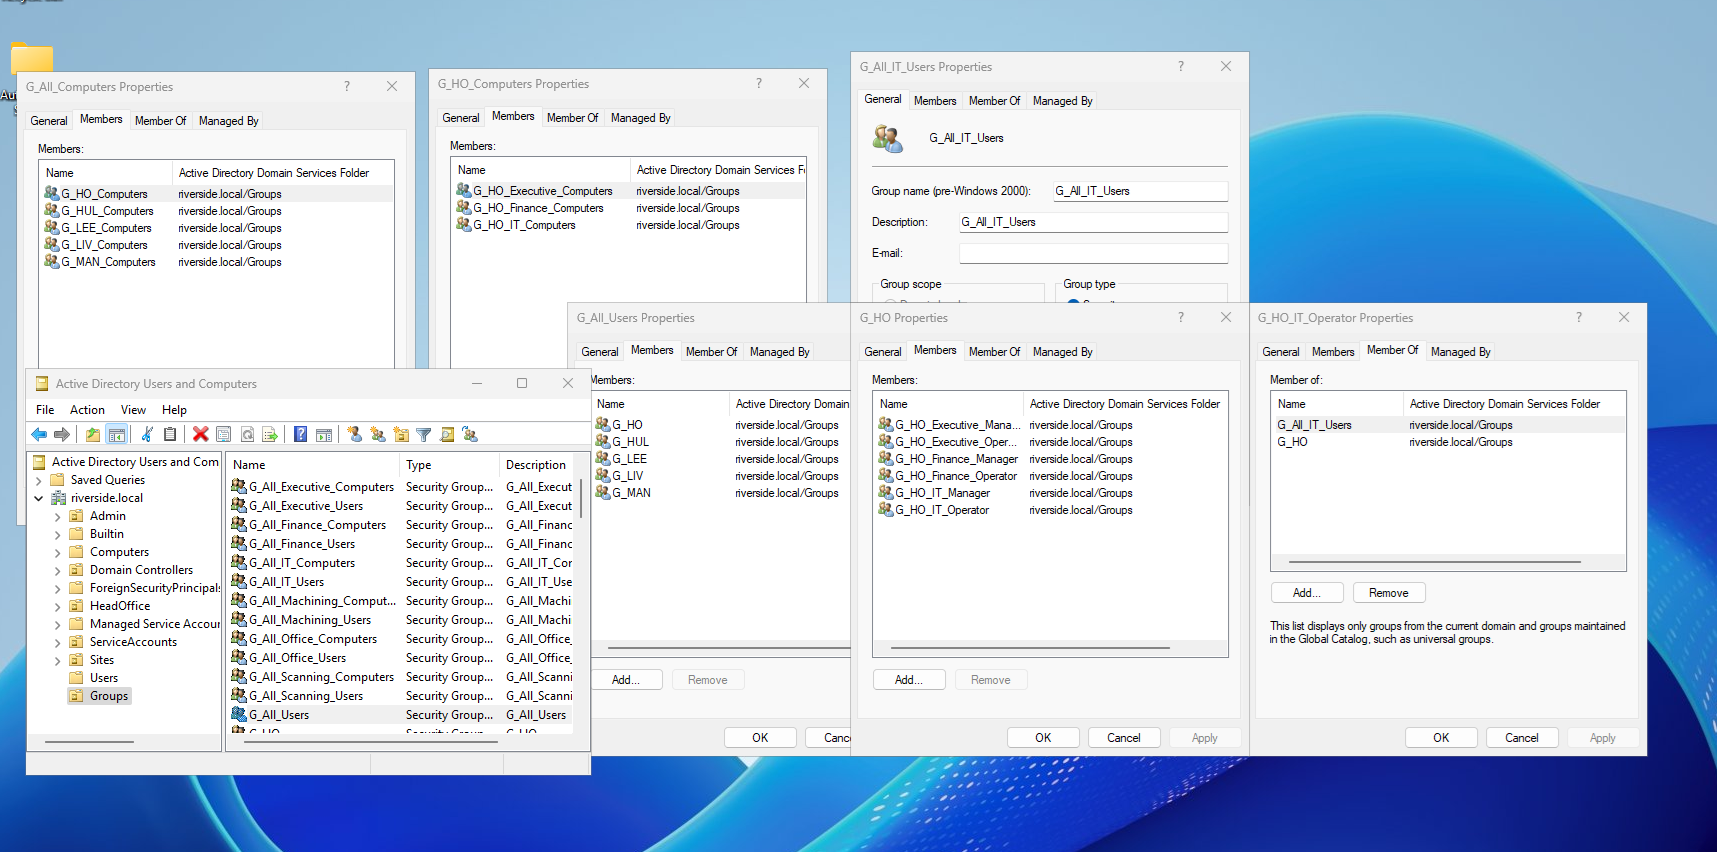 G_All_Computers Properties
?
General
Members
Member Of
Managed By
Members:
Name
Active Directory Domain Services Folder
G_HO_Computers riverside.local/Groups
G_HUL_Computers riverside.local/Groups
G_LEE_Computers riverside.local/Groups
G_LIV_Computers riverside.local/Groups
G_MAN_Computers riverside.local/Groups
G_HO_Computers Properties
?
General
Members
Member Of
Managed By
Members:
Name
Active Directory Domain Services F
G_HO_Executive_Computers riverside.local/Groups
G_HO_Finance_Computers riverside.local/Groups
G_HO_IT_Computers riverside.local/Groups
G_All_IT_Users Properties
?
General
Members
Member Of
Managed By
G_All_IT_Users
Group name (pre-Windows 2000): G_All_IT_Users
Description: G_All_IT_Users
E-mail:
Group scope
Group type
G_All_Users Properties
General
Members
Member Of
Managed By
Members:
Name
Active Directory Domain
G_HO riverside.local/Groups
G_HUL riverside.local/Groups
G_LEE riverside.local/Groups
G_LIV riverside.local/Groups
G_MAN riverside.local/Groups
Add...
Remove
OK
Canc
G_HO Properties
?
General
Members
Member Of
Managed By
Members:
Name
Active Directory Domain Services Folder
G_HO_Executive_Mana... riverside.local/Groups
G_HO_Executive_Oper... riverside.local/Groups
G_HO_Finance_Manager riverside.local/Groups
G_HO_Finance_Operator riverside.local/Groups
G_HO_IT_Manager riverside.local/Groups
G_HO_IT_Operator riverside.local/Groups
Add...
Remove
OK
Cancel
Apply
G_HO_IT_Operator Properties
?
General
Members
Member Of
Managed By
Member of:
Name
Active Directory Domain Services Folder
G_All_IT_Users riverside.local/Groups
G_HO riverside.local/Groups
Add...
Remove
This list displays only groups from the current domain and groups maintained
in the Global Catalog, such as universal groups.
OK
Cancel
Apply
Active Directory Users and Computers
File Action View Help
Active Directory Users and Com
Saved Queries
riverside.local
Admin
Builtin
Computers
Domain Controllers
ForeignSecurityPrincipals
HeadOffice
Managed Service Accour
ServiceAccounts
Sites
Users
Groups
Name Type Description
G_All_Executive_Computers Security Group... G_All_Execut
G_All_Executive_Users Security Group... G_All_Execut
G_All_Finance_Computers Security Group... G_All_Financ
G_All_Finance_Users Security Group... G_All_Financ
G_All_IT_Computers Security Group... G_All_IT_Cor
G_All_IT_Users Security Group... G_All_IT_Use
G_All_Machining_Comput... Security Group... G_All_Machi
G_All_Machining_Users Security Group... G_All_Machi
G_All_Office_Computers Security Group... G_All_Office_
G_All_Office_Users Security Group... G_All_Office_
G_All_Scanning_Computers Security Group... G_All_Scanni
G_All_Scanning_Users Security Group... G_All_Scanni
G_All_Users Security Group... G_All_Users